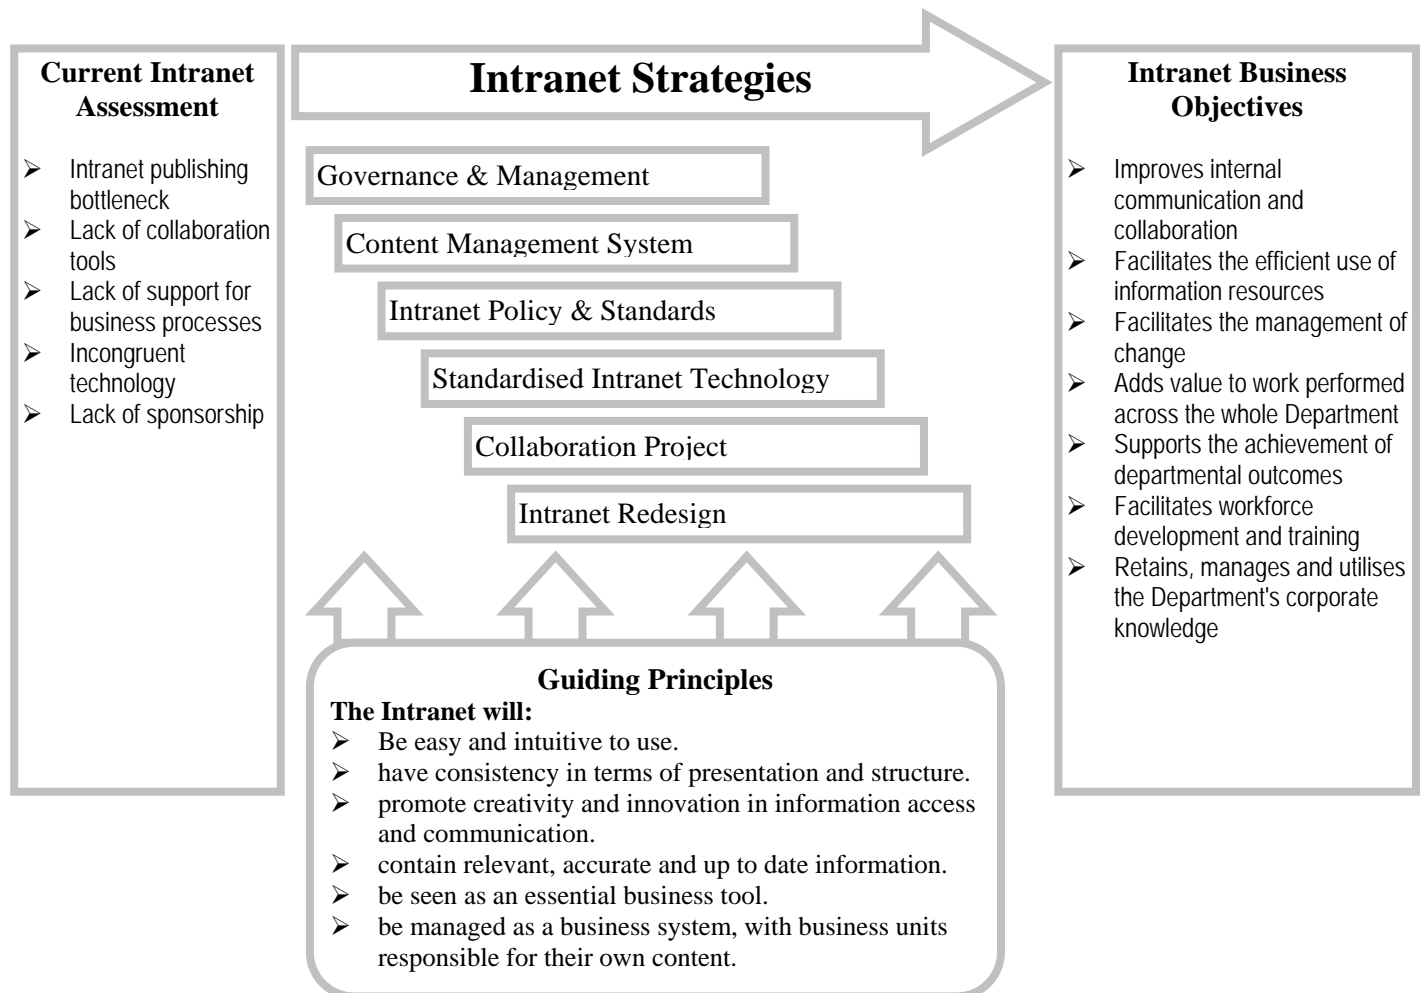 Current Intranet
Assessment
➢ Intranet publishing
bottleneck
➢ Lack of collaboration
tools
➢ Lack of support for
business processes
➢ Incongruent
technology
➢ Lack of sponsorship
Intranet Strategies
Governance & Management
Content Management System
Intranet Policy & Standards
Standardised Intranet Technology
Collaboration Project
Intranet Redesign
Guiding Principles
The Intranet will:
➢ Be easy and intuitive to use.
➢ have consistency in terms of presentation and structure.
➢ promote creativity and innovation in information access
and communication.
➢ contain relevant, accurate and up to date information.
➢ be seen as an essential business tool.
➢ be managed as a business system, with business units
responsible for their own content.
Intranet Business
Objectives
➢ Improves internal
communication and
collaboration
➢ Facilitates the efficient use of
information resources
➢ Facilitates the management of
change
➢ Adds value to work performed
across the whole Department
➢ Supports the achievement of
departmental outcomes
➢ Facilitates workforce
development and training
➢ Retains, manages and utilises
the Department's corporate
knowledge